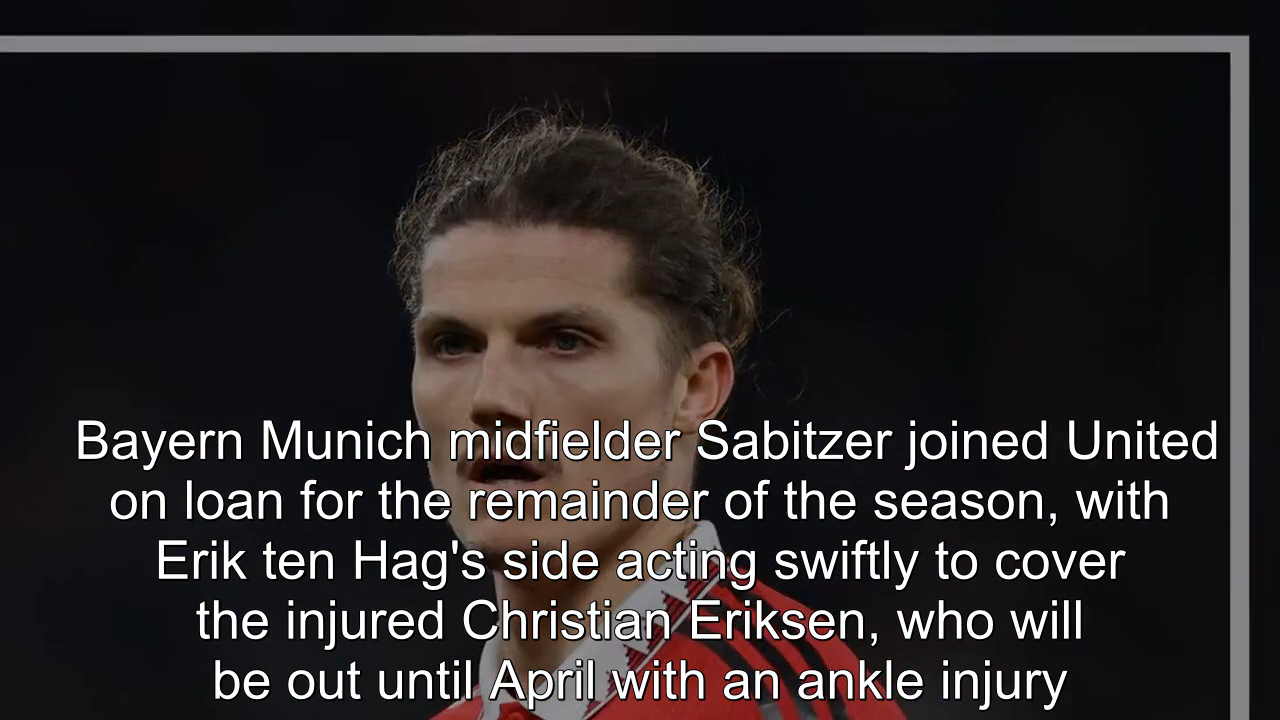 Bayern Munich midfielder Sabitzer joined United
on loan for the remainder of the season, with
Erik ten Hag's side acting swiftly to cover
the injured Christian Eriksen, who will
be out until April with an ankle injury